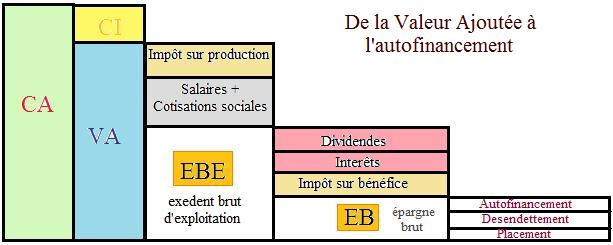 De la Valeur Ajoutée à
l'autofinancement
CA
CI
VA
Impôt sur production
Salaires +
Cotisations sociales
EBE
exedent brut
d'exploitation
Dividendes
Interêts
Impôt sur bénéfice
EB
épargne
brut
Autofinancement
Desendettement
Placement